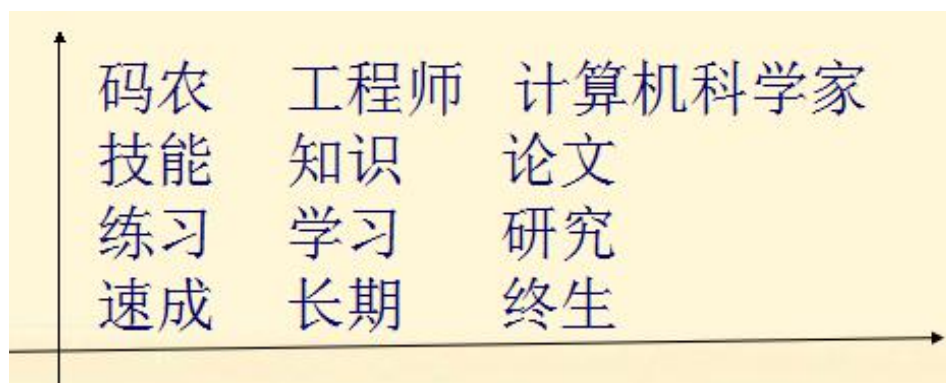 码农 工程师 计算机科学家
技能 知识 论文
练习 学习 研究
速成 长期 终生